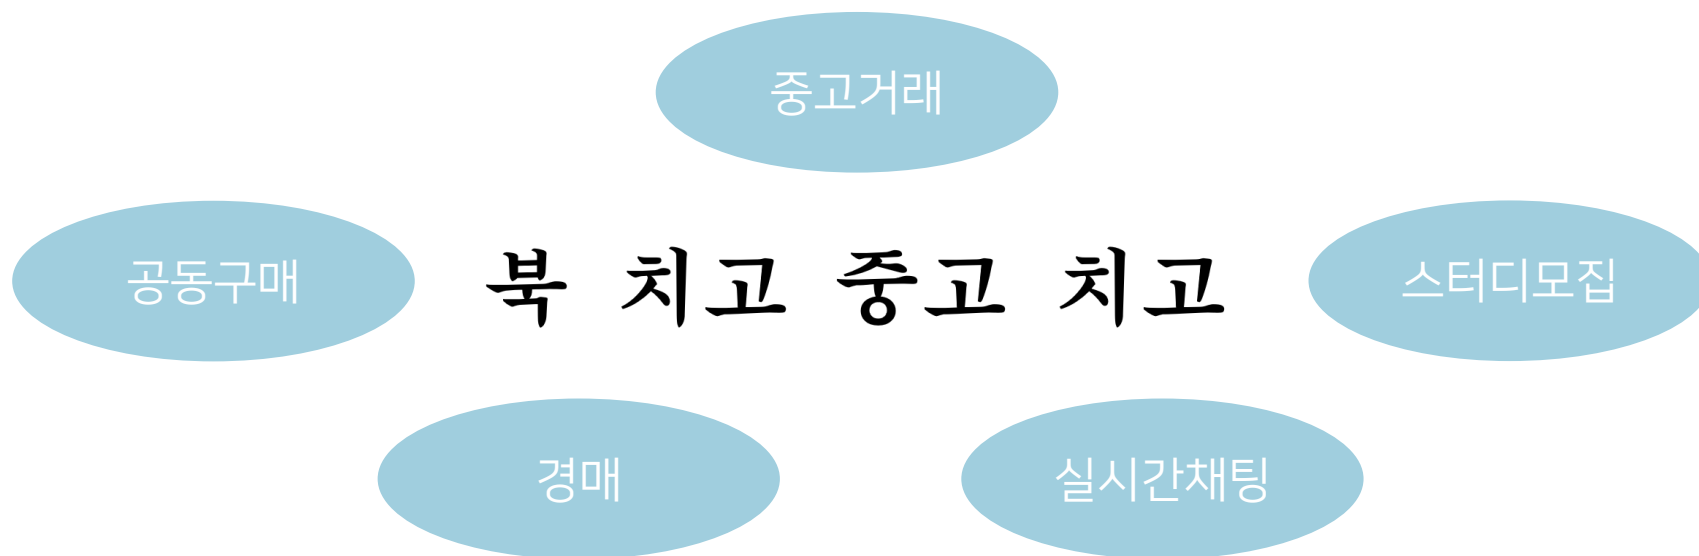 중고거래
공동구매
북 치고 중고 치고
스터디모집
경매
실시간채팅